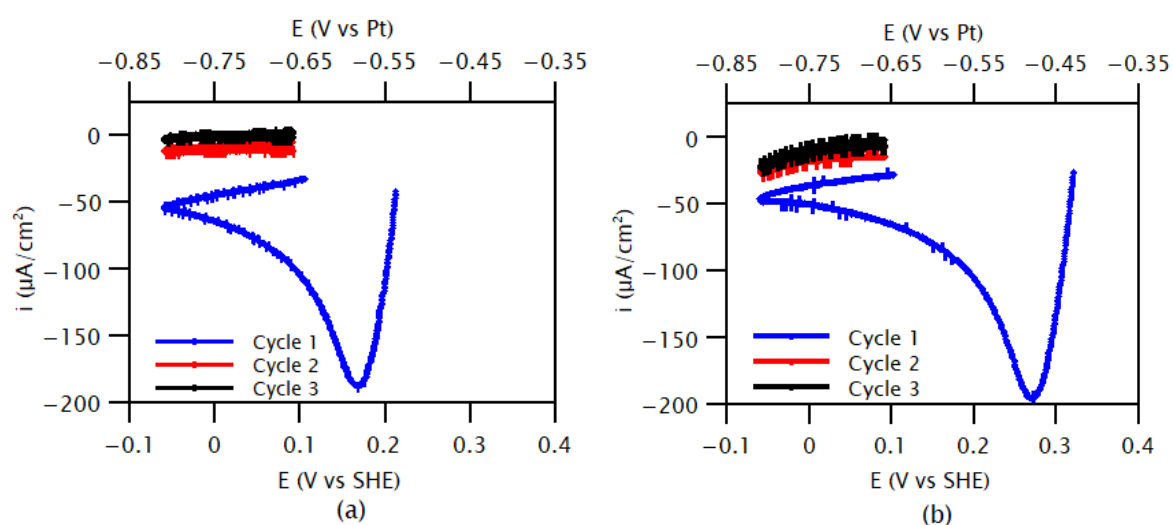 E (V vs Pt)
−0.85 −0.75 −0.65 −0.55 −0.45 −0.35
0
−50
−100
−150
−200
i (µA/cm²)
Cycle 1
Cycle 2
Cycle 3
−0.1 0 0.1 0.2 0.3 0.4
E (V vs SHE)
(a)
E (V vs Pt)
−0.85 −0.75 −0.65 −0.55 −0.45 −0.35
0
−50
−100
−150
−200
i (µA/cm²)
Cycle 1
Cycle 2
Cycle 3
−0.1 0 0.1 0.2 0.3 0.4
E (V vs SHE)
(b)